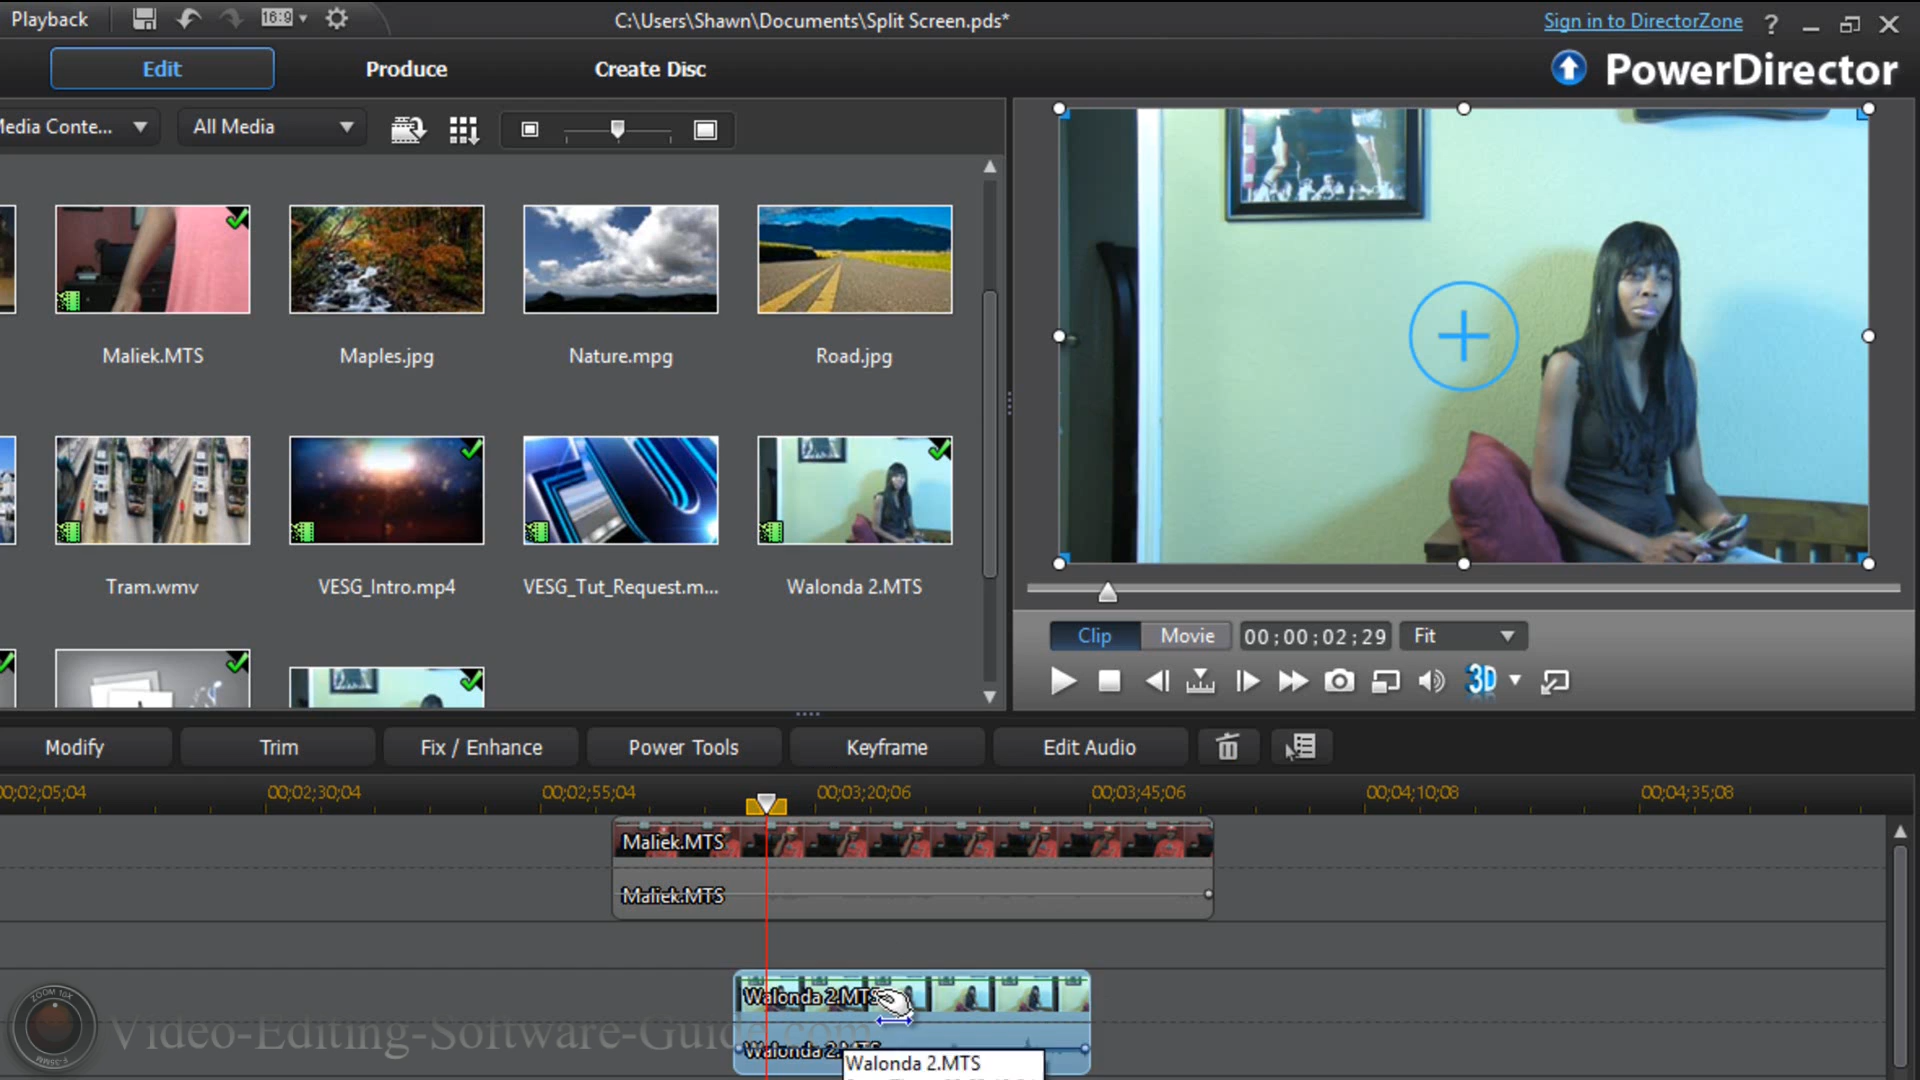 Playback
16:9
C:\Users\Shawn\Documents\Split Screen.pds*
Sign in to DirectorZone
?
Edit
Produce
Create Disc
PowerDirector
Media Conte...
All Media
Maliek.MTS
Maples.jpg
Nature.mpg
Road.jpg
Tram.wmv
VESG_Intro.mp4
VESG_Tut_Request.m...
Walonda 2.MTS
Clip
Movie
00;00;02;29
Fit
3D
Modify
Trim
Fix / Enhance
Power Tools
Keyframe
Edit Audio
00;02;05;04
00;02;30;04
00;02;55;04
00;03;20;06
00;03;45;06
00;04;10;08
00;04;35;08
Maliek.MTS
Maliek.MTS
Walonda 2.MTS
ZOOM 10X
Video-Editing-Software-Guide.com
Walonda 2.MTS
Walonda 2.MTS